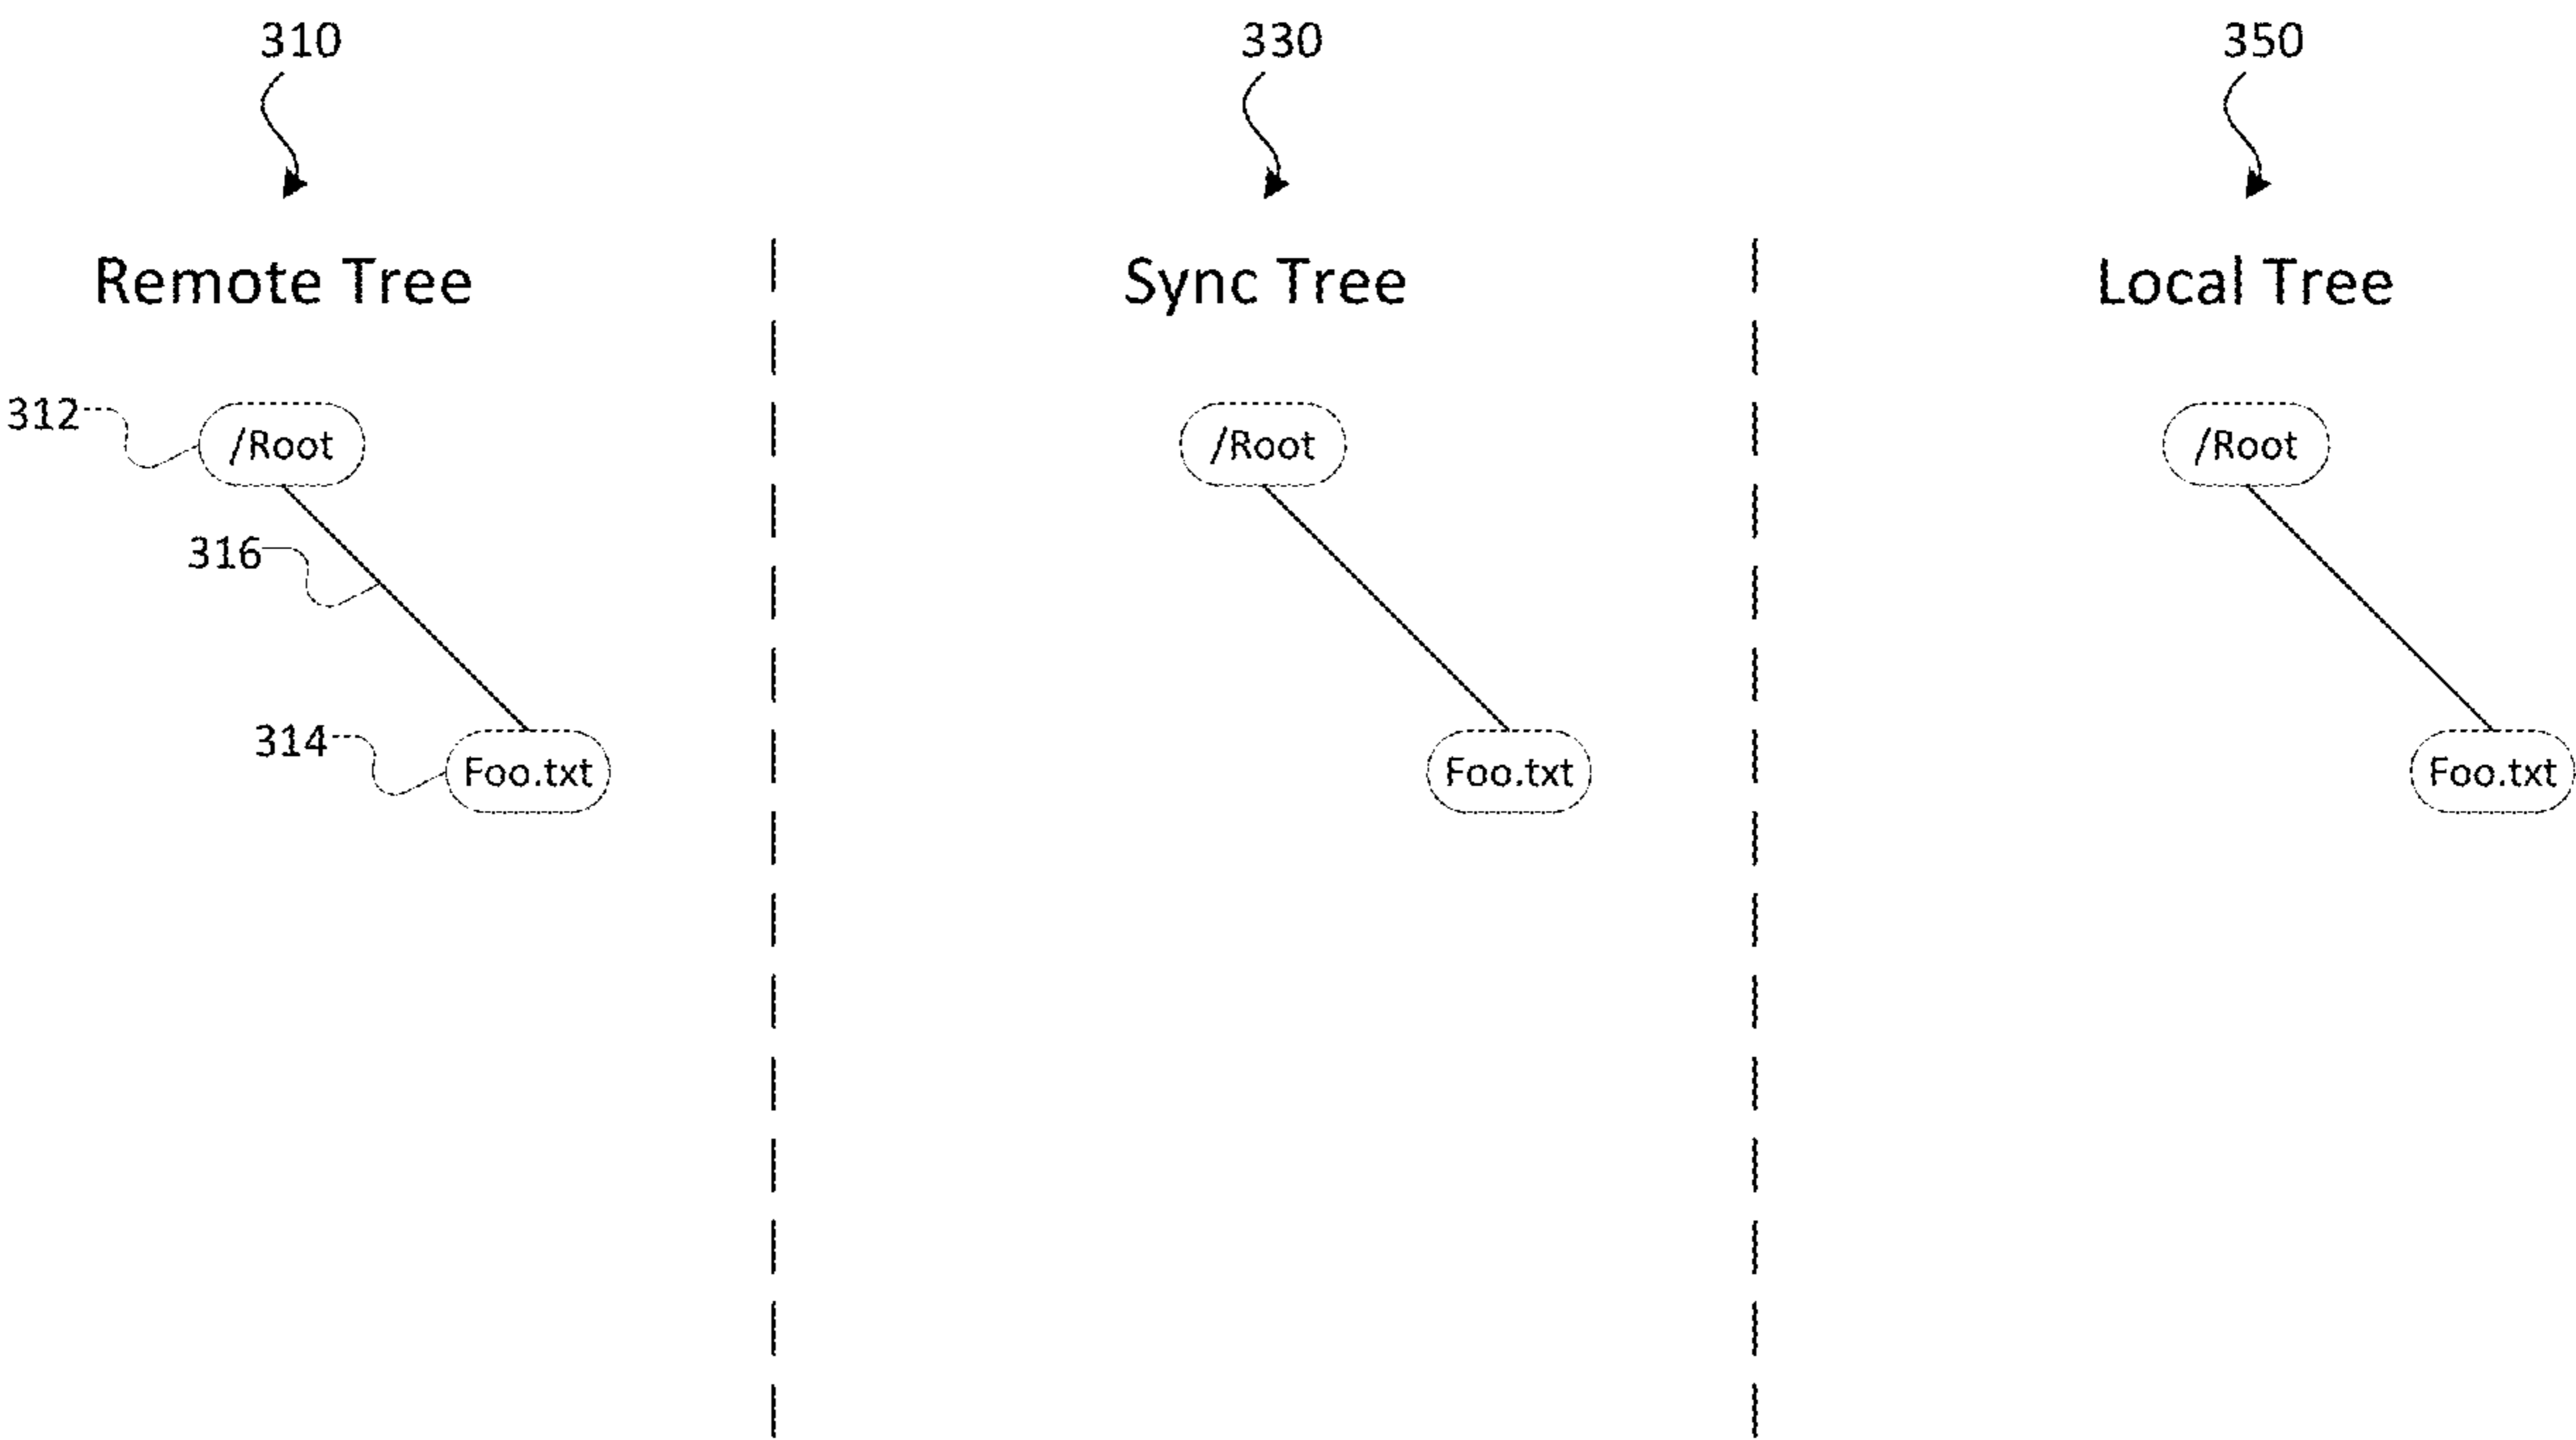 310
330
350
Remote Tree
Sync Tree
Local Tree
312
/Root
/Root
/Root
316
314
Foo.txt
Foo.txt
Foo.txt